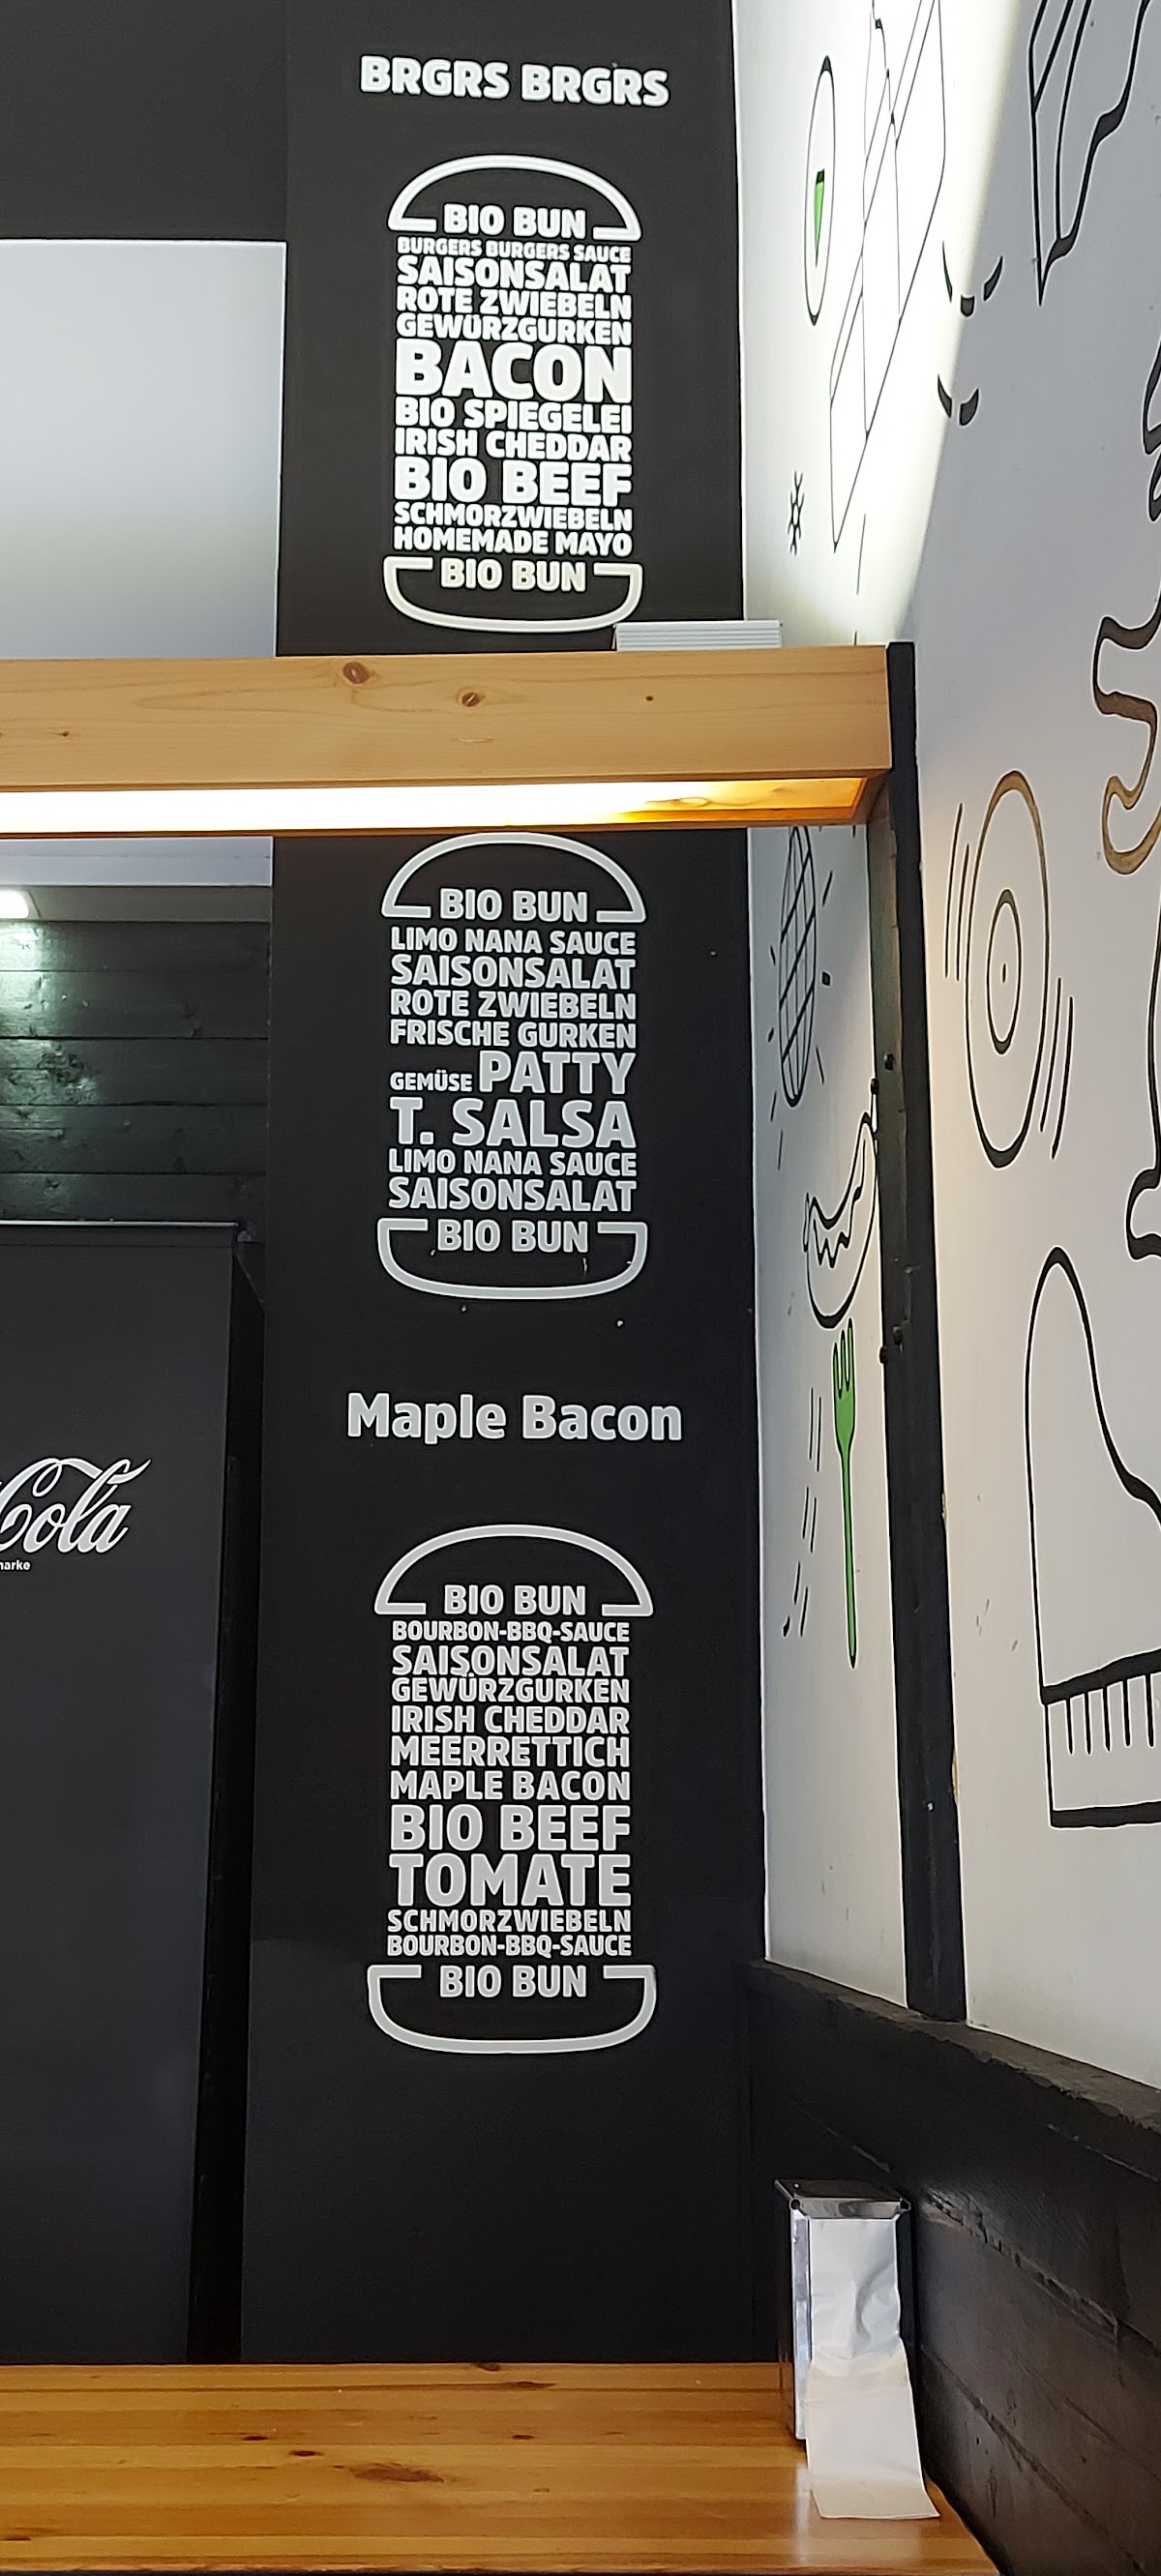 BRGRS BRGRS
BIO BUN
BURGERS BURGERS SAUCE
SAISONSALAT
ROTE ZWIEBELN
GEWÜRZGURKEN
BACON
BIO SPIEGELEI
IRISH CHEDDAR
BIO BEEF
SCHMORZWIEBELN
HOMEMADE MAYO
BIO BUN
BIO BUN
LIMO NANA SAUCE
SAISONSALAT
ROTE ZWIEBELN
FRISCHE GURKEN
GEMÜSE PATTY
T. SALSA
LIMO NANA SAUCE
SAISONSALAT
BIO BUN
Maple Bacon
Cola
marke
BIO BUN
BOURBON-BBQ-SAUCE
SAISONSALAT
GEWÜRZGURKEN
IRISH CHEDDAR
MEERRETTICH
MAPLE BACON
BIO BEEF
TOMATE
SCHMORZWIEBELN
BOURBON-BBQ-SAUCE
BIO BUN